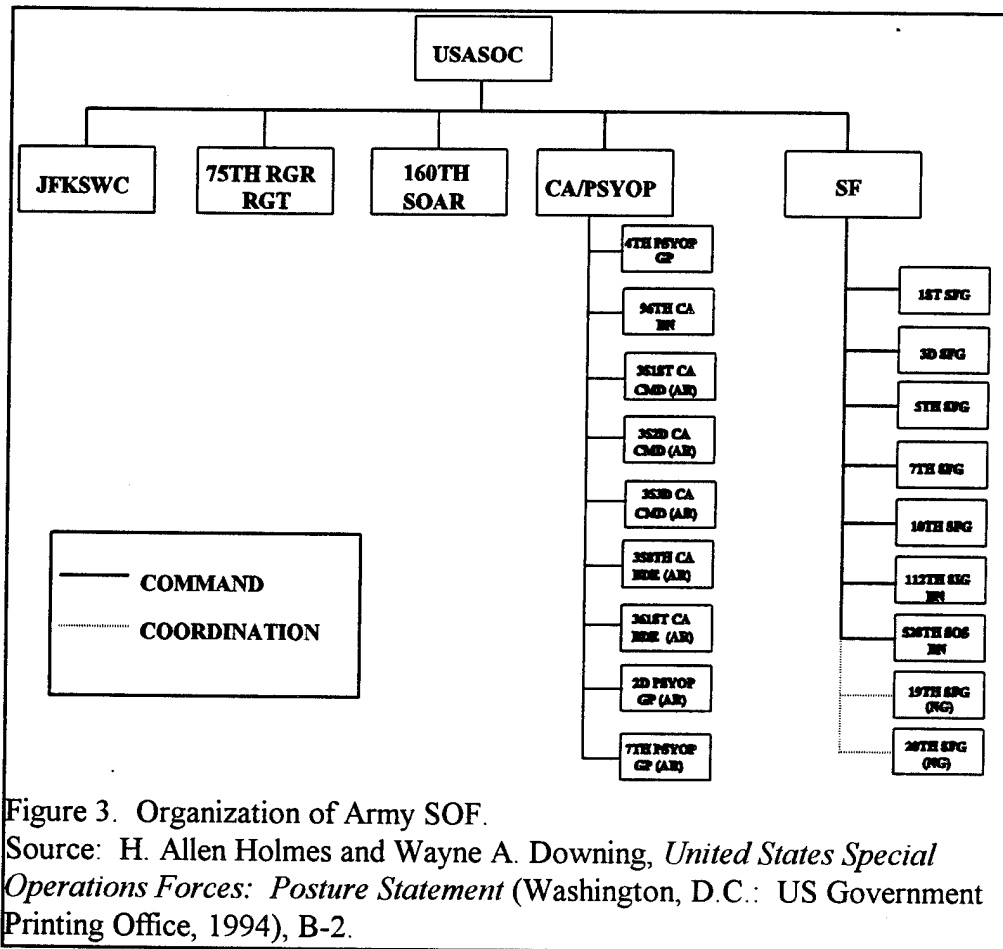 USASOC
JFKSWC
75TH RGR
RGT
160TH
SOAR
CA/PSYOP
SF
4TH PSYOP
GP
96TH CA
BN
351ST CA
CMD (AR)
352D CA
CMD (AR)
353D CA
CMD (AR)
358TH CA
BDE (AR)
361ST CA
BDE (AR)
2D PSYOP
GP (AR)
7TH PSYOP
GP (AR)
1ST SFG
3D SFG
5TH SFG
7TH SFG
10TH SFG
112TH SIG
BN
528TH SOS
BN
19TH SFG
(NG)
20TH SFG
(NG)
COMMAND
COORDINATION
Figure 3. Organization of Army SOF.
Source: H. Allen Holmes and Wayne A. Downing, United States Special
Operations Forces: Posture Statement (Washington, D.C.: US Government
Printing Office, 1994), B-2.